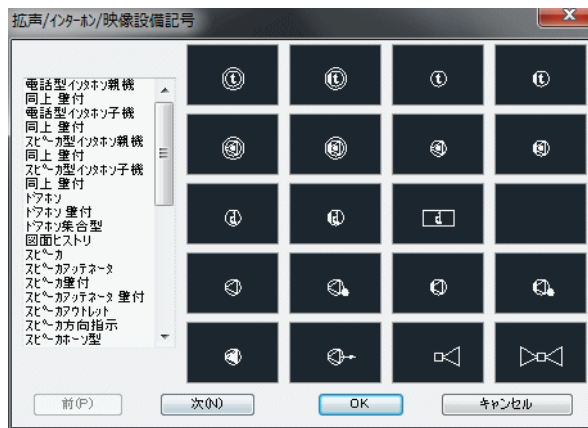 拡声/インターホン/映像設備記号
電話型インタホン親機
同上 壁付
電話型インタホン子機
同上 壁付
スピーカ型インタホン親機
同上 壁付
スピーカ型インタホン子機
同上 壁付
ドアホン
ドアホン 壁付
ドアホン集合型
図面ヒストリ
スピーカ
スピーカアッテネータ
スピーカ壁付
スピーカアッテネータ 壁付
スピーカアウトレット
スピーカ方向指示
スピーカホーン型
t t t t
d d d
前(P) 次(N) OK キャンセル